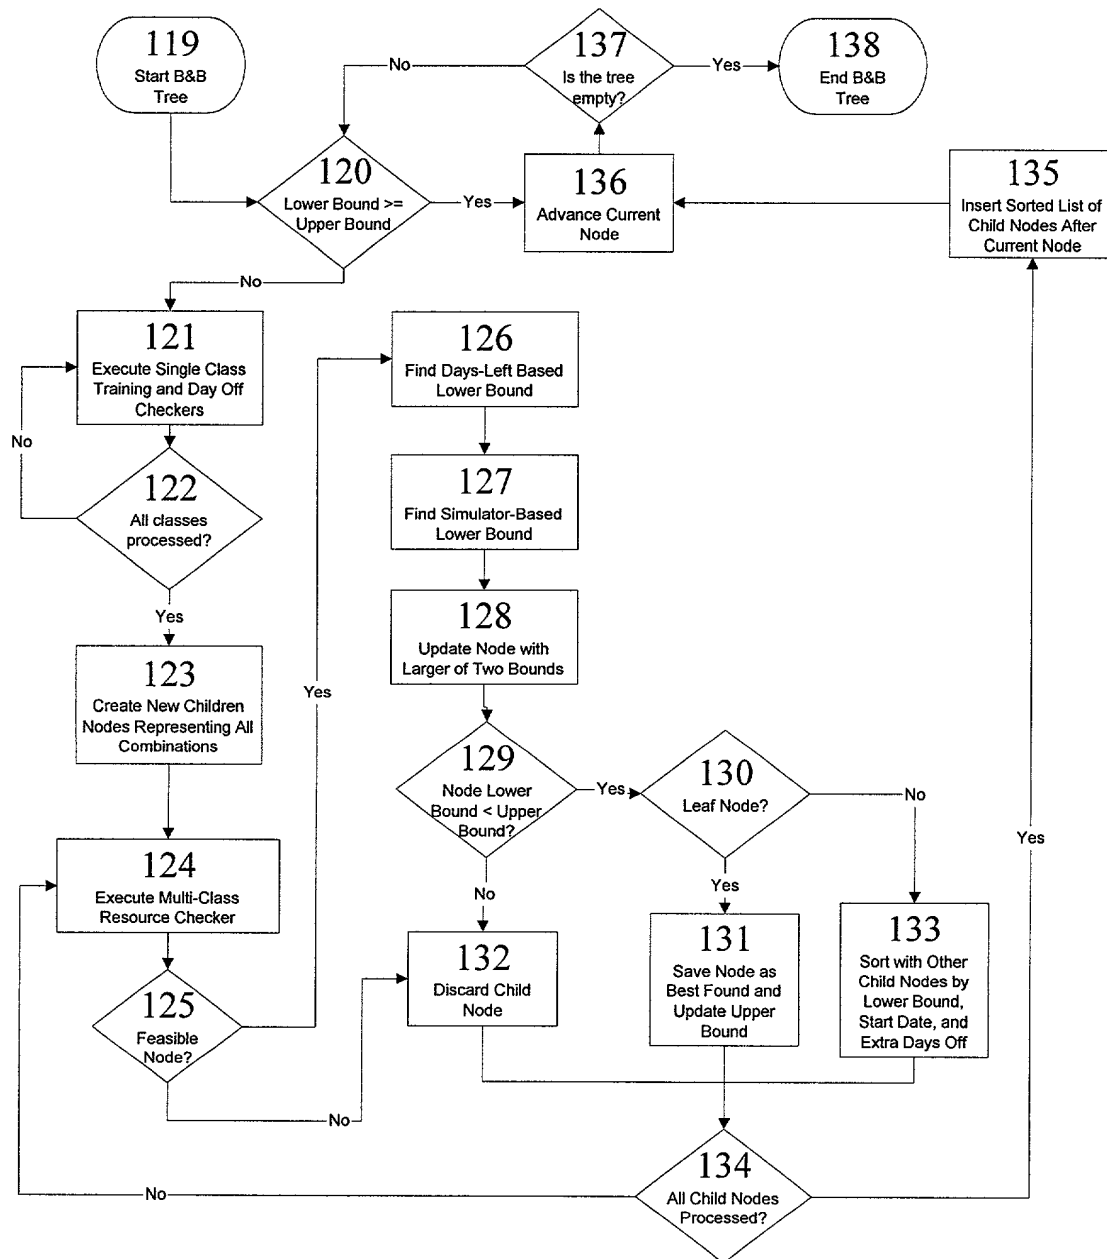 119
Start B&B
Tree
137
Is the tree
empty?
138
End B&B
Tree
No
Yes
120
Lower Bound >=
Upper Bound
Yes
136
Advance Current
Node
135
Insert Sorted List of
Child Nodes After
Current Node
No
121
Execute Single Class
Training and Day Off
Checkers
No
122
All classes
processed?
Yes
123
Create New Children
Nodes Representing All
Combinations
124
Execute Multi-Class
Resource Checker
125
Feasible
Node?
Yes
No
126
Find Days-Left Based
Lower Bound
127
Find Simulator-Based
Lower Bound
128
Update Node with
Larger of Two Bounds
129
Node Lower
Bound < Upper
Bound?
Yes
No
130
Leaf Node?
No
Yes
132
Discard Child
Node
131
Save Node as
Best Found and
Update Upper
Bound
133
Sort with Other
Child Nodes by
Lower Bound,
Start Date, and
Extra Days Off
134
All Child Nodes
Processed?
No
Yes